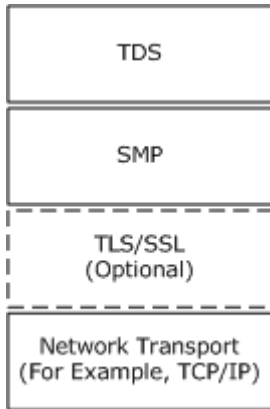 TDS
SMP
TLS/SSL
(Optional)
Network Transport
(For Example, TCP/IP)